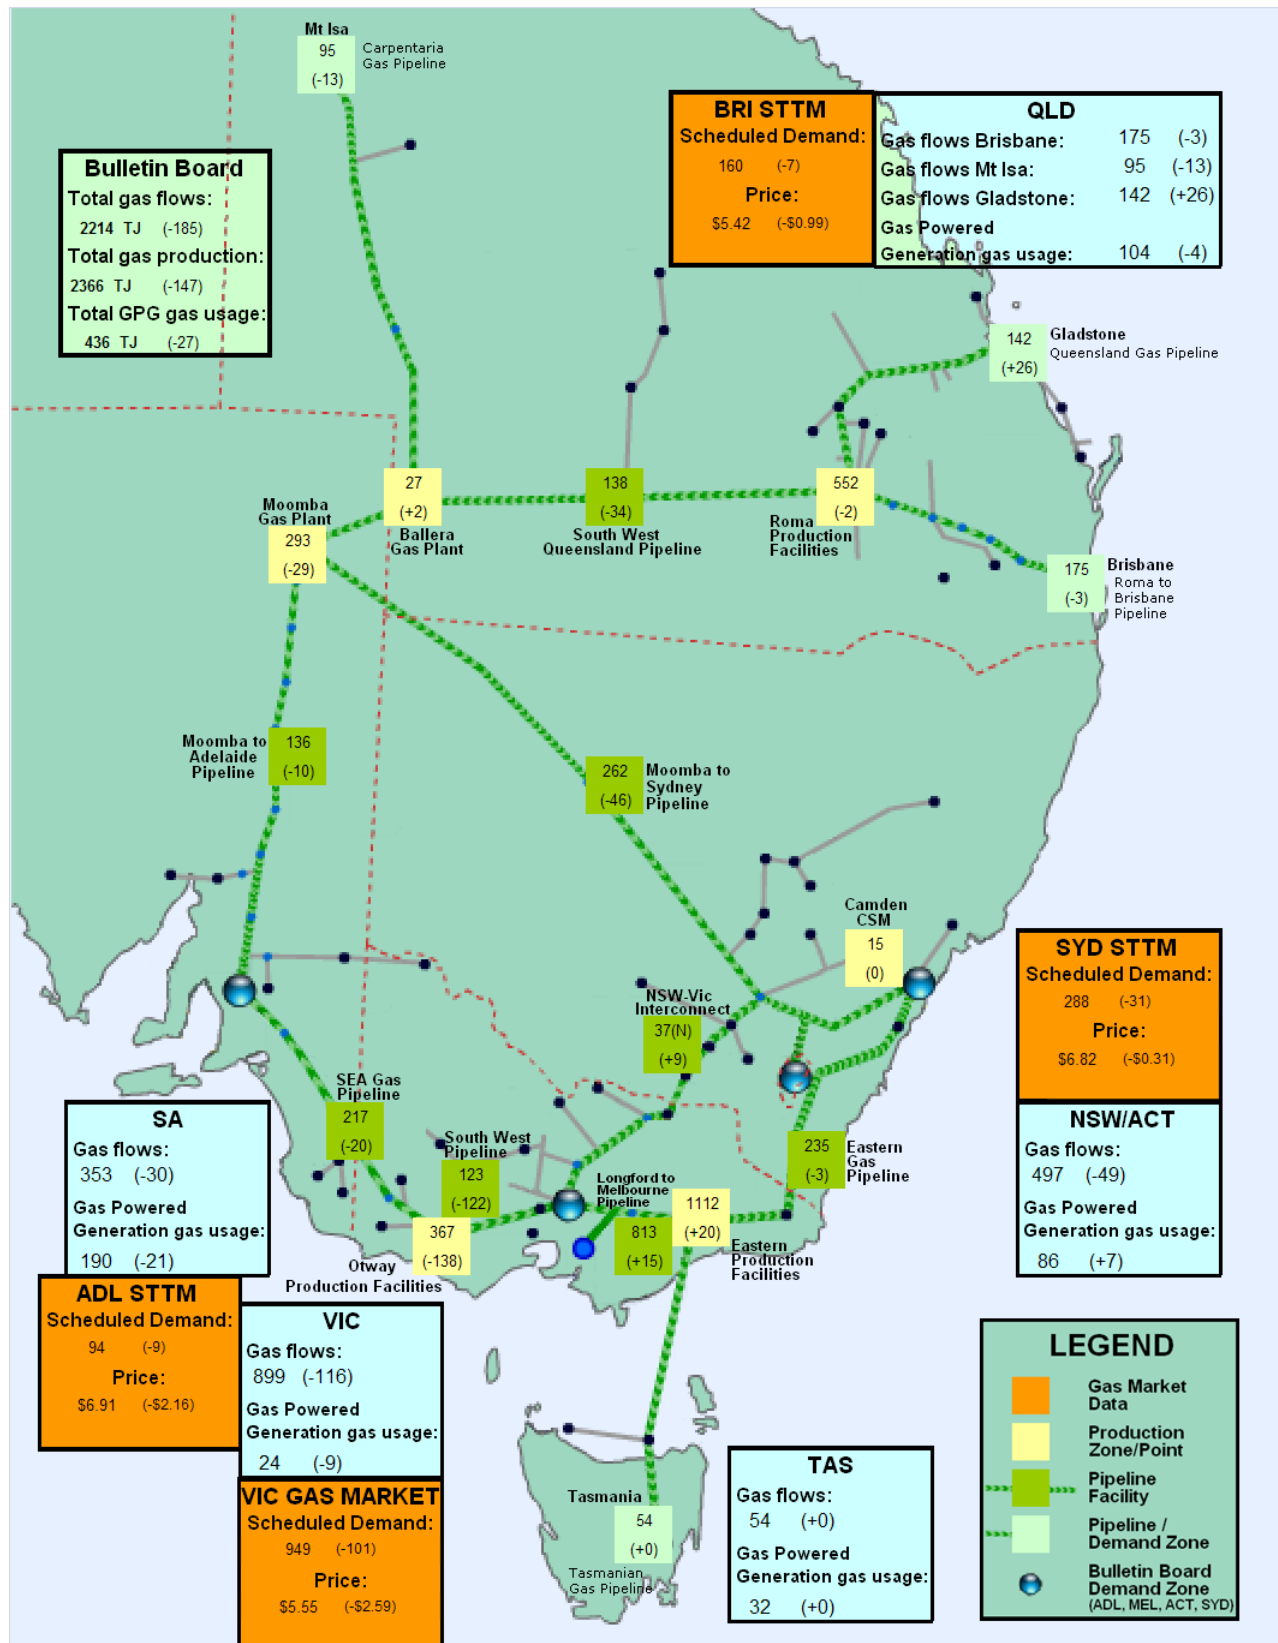 Mt Isa
95
(-13)
Carpentaria
Gas Pipeline
Bulletin Board
Total gas flows:
2214 TJ (-185)
Total gas production:
2366 TJ (-147)
Total GPG gas usage:
436 TJ (-27)
BRI STTM
Scheduled Demand:
160 (-7)
Price:
$5.42 (-$0.99)
QLD
Gas flows Brisbane: 175 (-3)
Gas flows Mt Isa: 95 (-13)
Gas flows Gladstone: 142 (+26)
Gas Powered
Generation gas usage: 104 (-4)
142
(+26)
Gladstone
Queensland Gas Pipeline
27
(+2)
Ballera
Gas Plant
138
(-34)
South West
Queensland Pipeline
552
(-2)
Roma
Production
Facilities
Moomba
Gas Plant
293
(-29)
175
(-3)
Brisbane
Roma to
Brisbane
Pipeline
Moomba to
Adelaide
Pipeline
136
(-10)
262
(-46)
Moomba to
Sydney
Pipeline
Camden
CSM
15
(0)
NSW-Vic
Interconnect
37(N)
(+9)
SYD STTM
Scheduled Demand:
288 (-31)
Price:
$6.82 (-$0.31)
NSW/ACT
Gas flows:
497 (-49)
Gas Powered
Generation gas usage:
86 (+7)
SEA Gas
Pipeline
217
(-20)
South West
Pipeline
123
(-122)
Longford to
Melbourne
Pipeline
813
(+15)
1112
(+20)
Eastern
Production
Facilities
235
(-3)
Eastern
Gas
Pipeline
367
(-138)
Otway
Production Facilities
SA
Gas flows:
353 (-30)
Gas Powered
Generation gas usage:
190 (-21)
ADL STTM
Scheduled Demand:
94 (-9)
Price:
$6.91 (-$2.16)
VIC
Gas flows:
899 (-116)
Gas Powered
Generation gas usage:
24 (-9)
VIC GAS MARKET
Scheduled Demand:
949 (-101)
Price:
$5.55 (-$2.59)
Tasmania
54
(+0)
Tasmanian
Gas Pipeline
TAS
Gas flows:
54 (+0)
Gas Powered
Generation gas usage:
32 (+0)
LEGEND
Gas Market
Data
Production
Zone/Point
Pipeline
Facility
Pipeline /
Demand Zone
Bulletin Board
Demand Zone
(ADL, MEL, ACT, SYD)